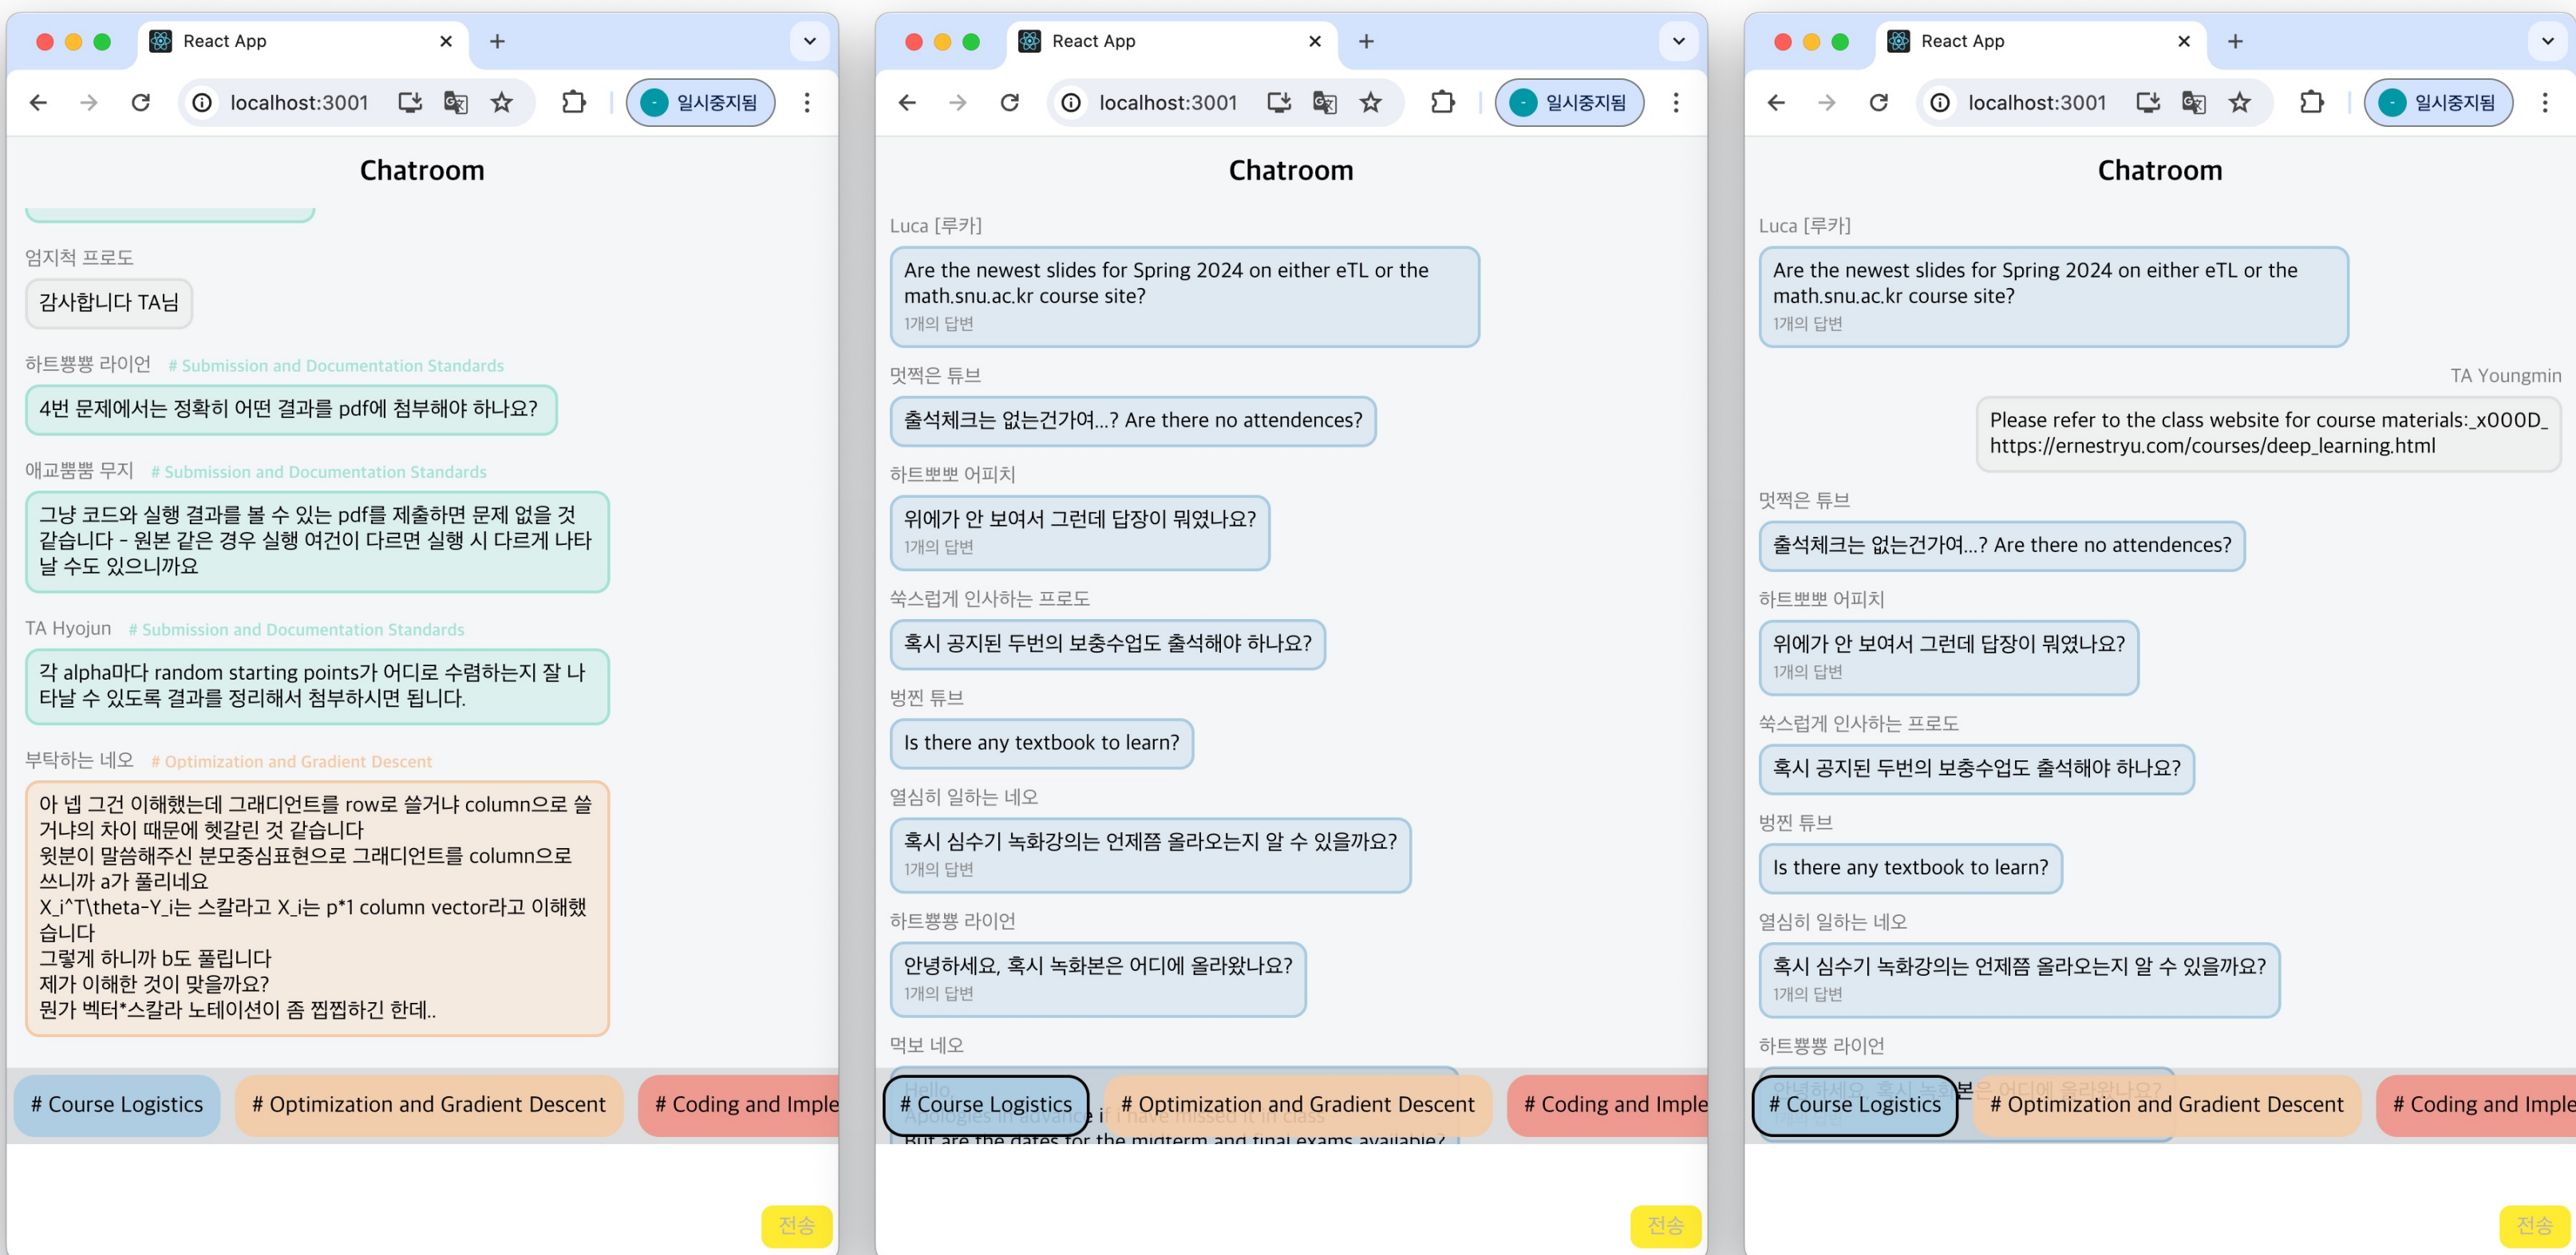 React App
localhost:3001
일시중지됨
Chatroom
엄지척 프로도
감사합니다 TA님
하트뿅뿅 라이언 # Submission and Documentation Standards
4번 문제에서는 정확히 어떤 결과를 pdf에 첨부해야 하나요?
애교뿜뿜 무지 # Submission and Documentation Standards
그냥 코드와 실행 결과를 볼 수 있는 pdf를 제출하면 문제 없을 것
같습니다 - 원본 같은 경우 실행 여건이 다르면 실행 시 다르게 나타
날 수도 있으니까요
TA Hyojun # Submission and Documentation Standards
각 alpha마다 random starting points가 어디로 수렴하는지 잘 나
타날 수 있도록 결과를 정리해서 첨부하시면 됩니다.
부탁하는 네오 # Optimization and Gradient Descent
아 넵 그건 이해했는데 그래디언트를 row로 쓸거냐 column으로 쓸
거냐의 차이 때문에 헷갈린 것 같습니다
윗분이 말씀해주신 분모중심표현으로 그래디언트를 column으로
쓰니까 a가 풀리네요
X_i^T\theta-Y_i는 스칼라고 X_i는 p*1 column vector라고 이해했
습니다
그렇게 하니까 b도 풀립니다
제가 이해한 것이 맞을까요?
뭔가 벡터*스칼라 노테이션이 좀 찝찝하긴 한데..
# Course Logistics
# Optimization and Gradient Descent
# Coding and Imple
전송
React App
localhost:3001
일시중지됨
Chatroom
Luca [루카]
Are the newest slides for Spring 2024 on either eTL or the
math.snu.ac.kr course site?
1개의 답변
멋쩍은 튜브
출석체크는 없는건가여...? Are there no attendences?
하트뽀뽀 어피치
위에가 안 보여서 그런데 답장이 뭐였나요?
1개의 답변
쑥스럽게 인사하는 프로도
혹시 공지된 두번의 보충수업도 출석해야 하나요?
벙찐 튜브
Is there any textbook to learn?
열심히 일하는 네오
혹시 심수기 녹화강의는 언제쯤 올라오는지 알 수 있을까요?
1개의 답변
하트뿅뿅 라이언
안녕하세요, 혹시 녹화본은 어디에 올라왔나요?
1개의 답변
먹보 네오
Hello
Apologies in advance if i have missed it in class
But are the dates for the midterm and final exams available?
# Course Logistics
# Optimization and Gradient Descent
# Coding and Imple
전송
React App
localhost:3001
일시중지됨
Chatroom
Luca [루카]
Are the newest slides for Spring 2024 on either eTL or the
math.snu.ac.kr course site?
1개의 답변
TA Youngmin
Please refer to the class website for course materials:_x000D_
https://ernestryu.com/courses/deep_learning.html
멋쩍은 튜브
출석체크는 없는건가여...? Are there no attendences?
하트뽀뽀 어피치
위에가 안 보여서 그런데 답장이 뭐였나요?
1개의 답변
쑥스럽게 인사하는 프로도
혹시 공지된 두번의 보충수업도 출석해야 하나요?
벙찐 튜브
Is there any textbook to learn?
열심히 일하는 네오
혹시 심수기 녹화강의는 언제쯤 올라오는지 알 수 있을까요?
1개의 답변
하트뿅뿅 라이언
안녕하세요, 혹시 녹화본은 어디에 올라왔나요?
# Course Logistics
# Optimization and Gradient Descent
# Coding and Imple
전송